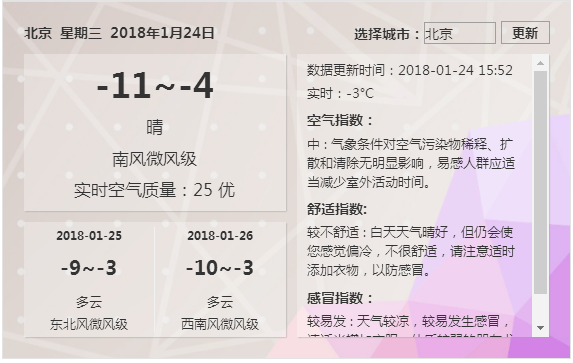 北京 星期三 2018年1月24日
选择城市：北京 更新
-11~-4
晴
南风微风级
实时空气质量：25 优
2018-01-25
-9~-3
多云
东北风微风级
2018-01-26
-10~-3
多云
西南风微风级
数据更新时间：2018-01-24 15:52
实时：-3°C
空气指数：
中：气象条件对空气污染物稀释、扩
散和清除无明显影响，易感人群应适
当减少室外活动时间。
舒适指数：
较不舒适：白天天气晴好，但仍会使
您感觉偏冷，不很舒适，请注意适时
添加衣物，以防感冒。
感冒指数：
较易发：天气较凉，较易发生感冒，